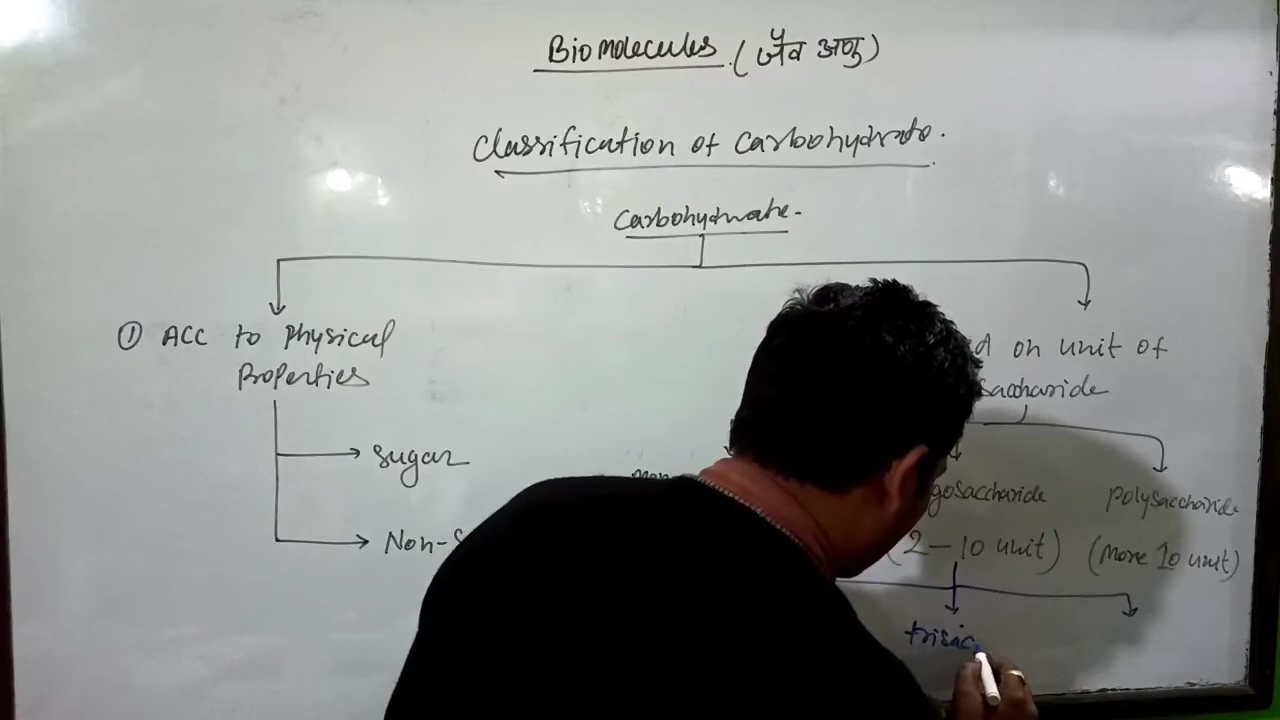 Biomolecules. (जैव अणु)
Classification of Carbohydrate.
Carbohydrate.
① ACC to Physical
Properties
on unit of
saccharide
Sugar
Non-S
gosaccharide
polysaccharide
(2-10 unit)
(more 10 unit)
trisac